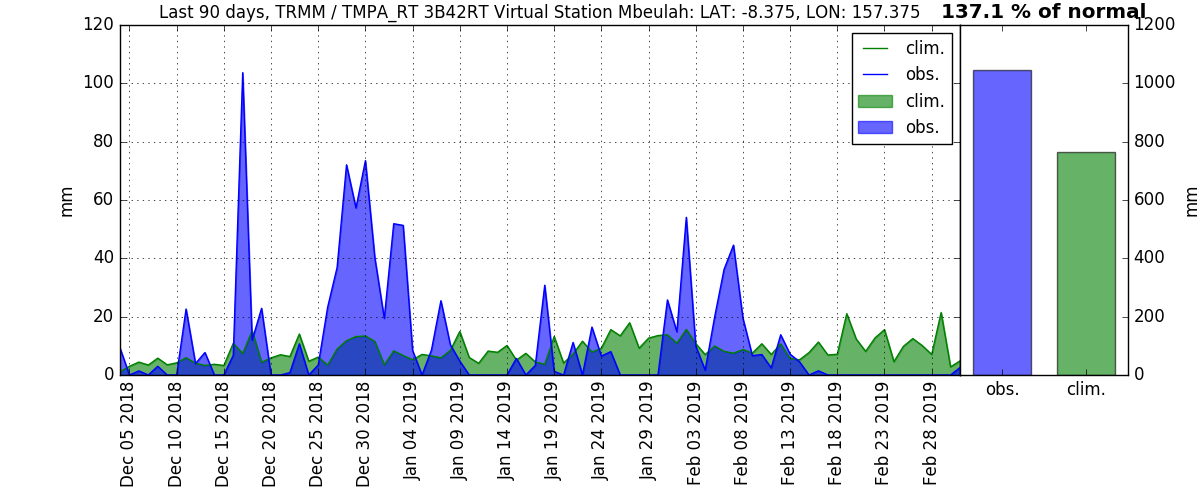 Last 90 days, TRMM / TMPA_RT 3B42RT Virtual Station Mbeulah: LAT: -8.375, LON: 157.375
137.1 % of normal
120
100
80
60
40
20
0
mm
clim.
obs.
clim.
obs.
Dec 05 2018
Dec 10 2018
Dec 15 2018
Dec 20 2018
Dec 25 2018
Dec 30 2018
Jan 04 2019
Jan 09 2019
Jan 14 2019
Jan 19 2019
Jan 24 2019
Jan 29 2019
Feb 03 2019
Feb 08 2019
Feb 13 2019
Feb 18 2019
Feb 23 2019
Feb 28 2019
1200
1000
800
600
400
200
0
mm
obs.
clim.